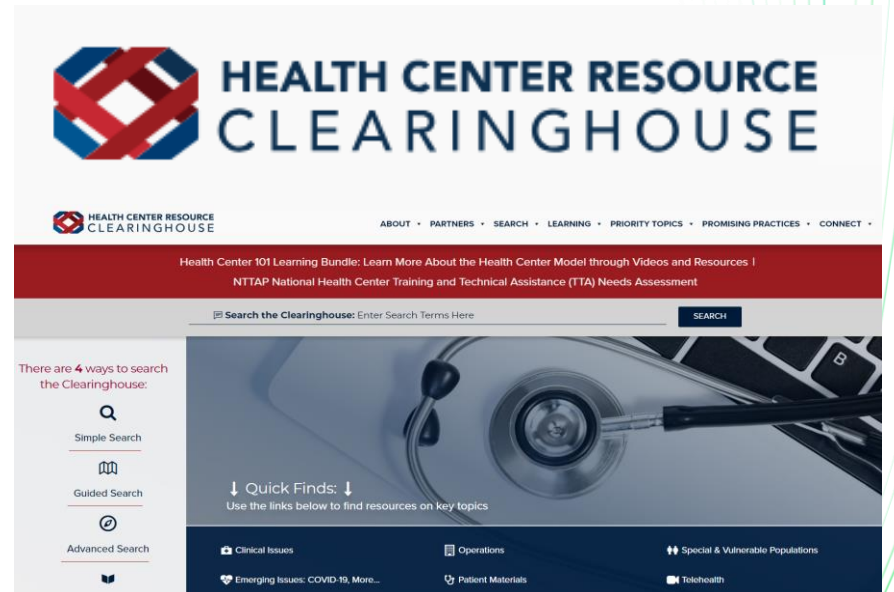 HEALTH CENTER RESOURCE
CLEARINGHOUSE
HEALTH CENTER RESOURCE
CLEARINGHOUSE
ABOUT • PARTNERS • SEARCH • LEARNING • PRIORITY TOPICS • PROMISING PRACTICES • CONNECT •
Health Center 101 Learning Bundle: Learn More About the Health Center Model through Videos and Resources |
NTTAP National Health Center Training and Technical Assistance (TTA) Needs Assessment
Search the Clearinghouse: Enter Search Terms Here
SEARCH
There are 4 ways to search
the Clearinghouse:
Simple Search
Guided Search
Advanced Search
B
↓ Quick Finds: ↓
Use the links below to find resources on key topics
Clinical Issues
Operations
Special & Vulnerable Populations
Emerging Issues: COVID-19, More...
Patient Materials
Telehealth